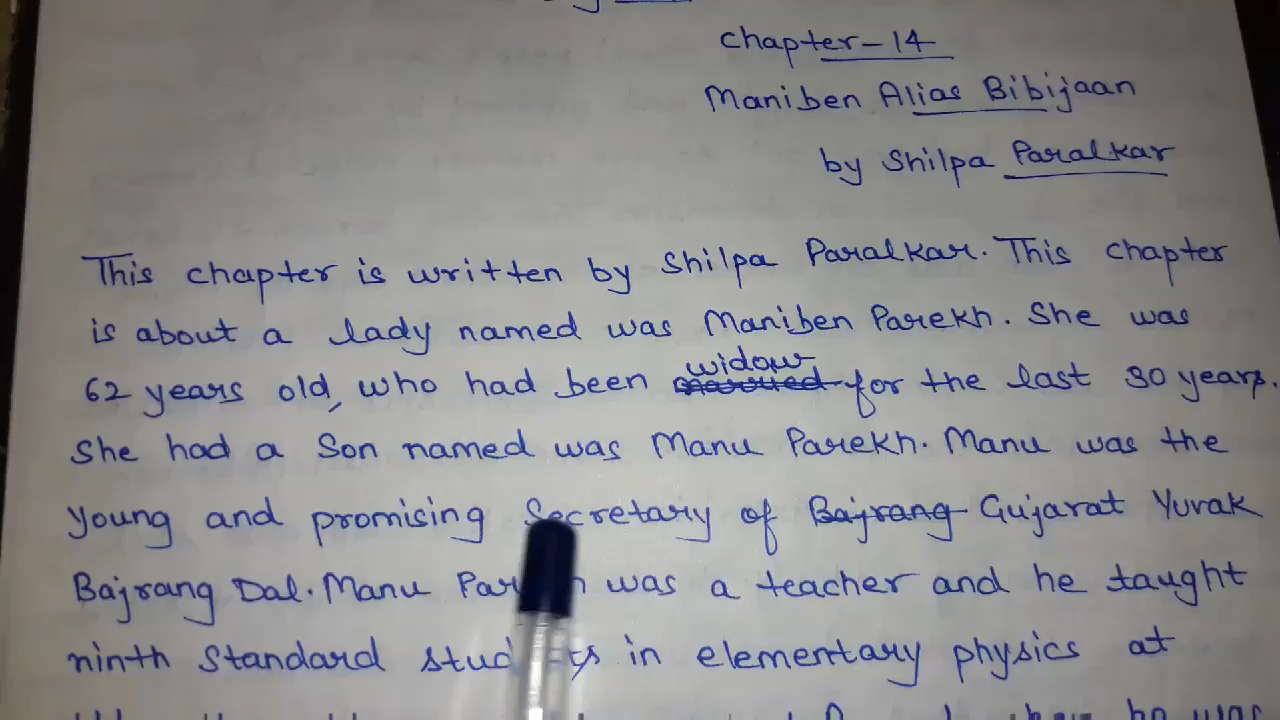 Chapter-14
Maniben Alias Bibijaan
by Shilpa Paralkar
This chapter is written by Shilpa Paralkar. This chapter
is about a lady named was Maniben Parekh. She was
62 years old, who had been widow for the last 30 years.
She had a Son named was Manu Parekh. Manu was the
young and promising Secretary of Bajrang Gujarat Yuvak
Bajrang Dal. Manu was a teacher and he taught
ninth Standard in elementary physics at